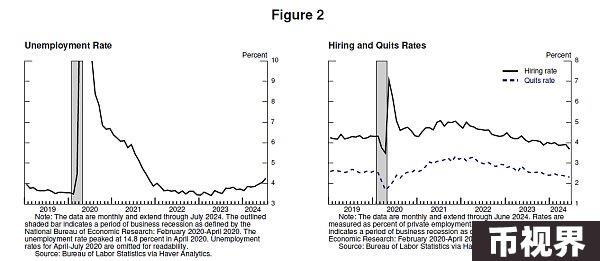 Figure 2
Unemployment Rate
Percent
10
9
8
7
6
5
4
3
2019 2020 2021 2022 2023 2024
Note: The data are monthly and extend through July 2024. The outlined
shaded bar indicates a period of business recession as defined by the
National Bureau of Economic Research: February 2020-April 2020. The
unemployment rate peaked at 14.8 percent in April 2020. Unemployment
rates for April-July 2020 are omitted for readability.
Source: Bureau of Labor Statistics via Haver Analytics.
Hiring and Quits Rates
Percent
Hiring rate
Quits rate
8
7
6
5
4
3
2
1
2019 2020 2021 2022 2023 2024
Note: The data are monthly and extend through June 2024. Rates are
measured as percent of private employment.
indicates a period of business recession as
Economic Research: February 2020-April 2020.
Source: Bureau of Labor Statistics via Hav
币视界